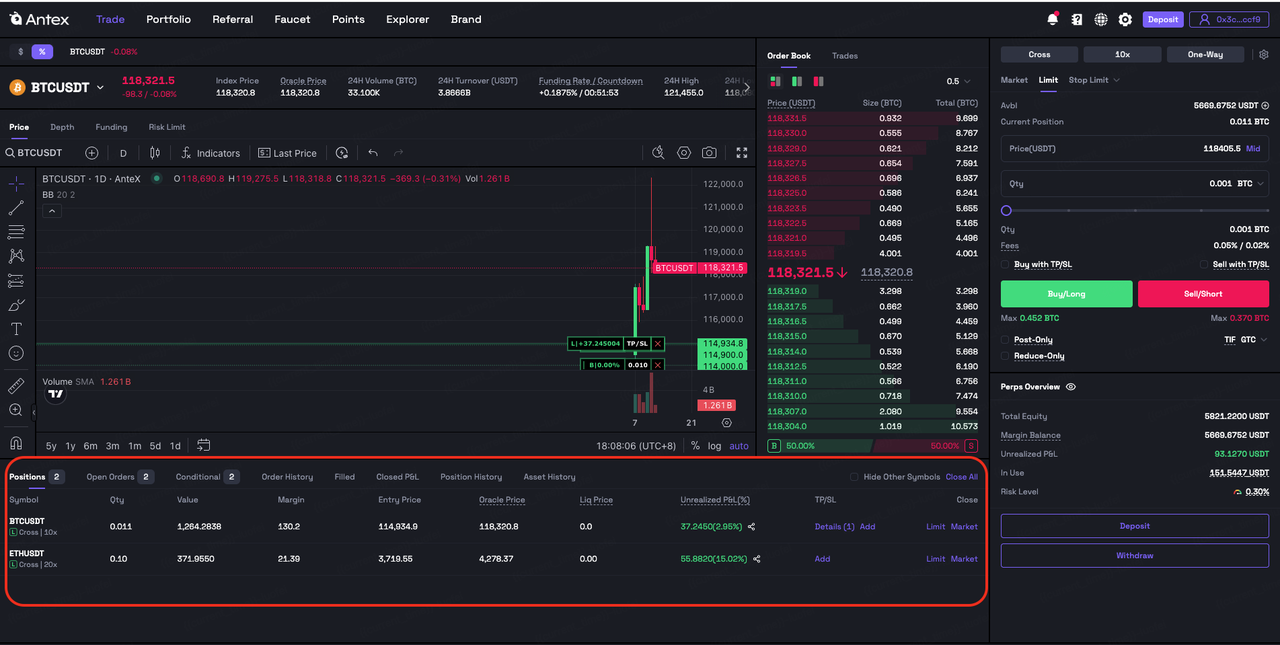 Antex Trade Portfolio Referral Faucet Points Explorer Brand Deposit 0x3c...ccf9
$ % BTCUSDT -0.08%
BTCUSDT 118,321.5 -98.3 / -0.08%
Index Price 118,320.8
Oracle Price 118,320.8
24H Volume (BTC) 33.100K
24H Turnover (USDT) 3.8666B
Funding Rate / Countdown +0.1875% / 00:51:53
24H High 121,455.0
Price Depth Funding Risk Limit
BTCUSDT D Indicators Last Price
BTCUSDT · 1D · AnteX O118,690.8 H119,275.5 L118,318.8 C118,321.5 −369.3 (−0.31%) Vol1.261B
BB 20 2
122,000.0
121,000.0
120,000.0
119,000.0
BTCUSDT 118,321.5
118,000.0
117,000.0
116,000.0
L|+37.245004 TP/SL 114,934.8
114,900.0
B|0.00% 0.010 114,000.0
Volume SMA 1.261B
4B
1.261B
7 21
5y 1y 6m 3m 1m 5d 1d 18:08:06 (UTC+8) % log auto
Order Book Trades
0.5
Price (USDT) Size (BTC) Total (BTC)
118,331.5 0.932 9.699
118,330.0 0.555 8.767
118,329.0 0.621 8.212
118,327.5 0.654 7.591
118,326.5 0.696 6.937
118,325.0 0.586 6.241
118,323.5 0.490 5.655
118,322.5 0.669 5.165
118,321.0 0.495 4.496
118,319.5 4.001 4.001
118,321.5 118,320.8
118,319.0 3.298 3.298
118,317.5 0.662 3.960
118,316.5 0.499 4.459
118,315.0 0.670 5.129
118,314.0 0.539 5.668
118,312.5 0.522 6.190
118,311.0 0.566 6.756
118,310.0 0.718 7.474
118,307.0 2.080 9.554
118,304.0 1.019 10.573
B 50.00% 50.00% S
Cross 10x One-Way
Market Limit Stop Limit
Avbl 5669.6752 USDT
Current Position 0.011 BTC
Price(USDT) 118405.5 Mid
Qty 0.001 BTC
Qty 0.001 BTC
Fees 0.05% / 0.02%
Buy with TP/SL Sell with TP/SL
Buy/Long Sell/Short
Max 0.452 BTC Max 0.370 BTC
Post-Only TIF GTC
Reduce-Only
Perps Overview
Total Equity 5821.2200 USDT
Margin Balance 5669.6752 USDT
Unrealized P&L 93.1270 USDT
In Use 151.5447 USDT
Risk Level 0.30%
Deposit
Withdraw
Positions 2 Open Orders 2 Conditional 2 Order History Filled Closed P&L Position History Asset History Hide Other Symbols Close All
Symbol Qty Value Margin Entry Price Oracle Price Liq Price Unrealized P&L(%) TP/SL Close
BTCUSDT
L Cross | 10x 0.011 1,264.2838 130.2 114,934.9 118,320.8 0.0 37.2450(2.95%) Details (1) Add Limit Market
ETHUSDT
L Cross | 20x 0.10 371.9550 21.39 3,719.55 4,278.37 0.00 55.8820(15.02%) Add Limit Market